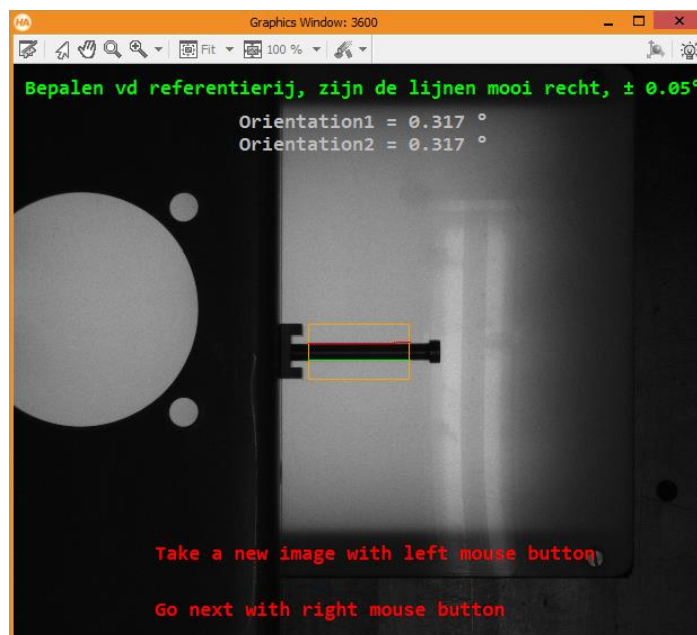 HA
Graphics Window: 3600
Fit
100 %
Bepalen vd referentierij, zijn de lijnen mooi recht, ± 0.05°
Orientation1 = 0.317 °
Orientation2 = 0.317 °
Take a new image with left mouse button
Go next with right mouse button